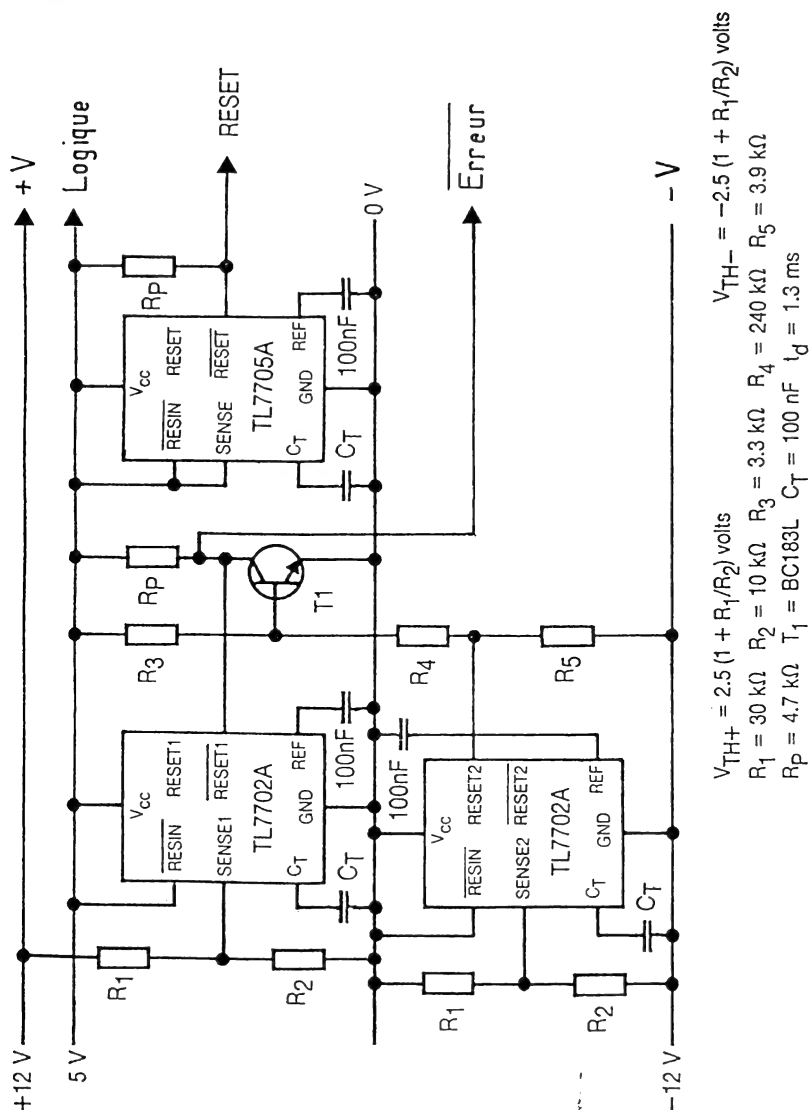 +12 V
+ V
5 V
Logique
R1
R2
RESIN
SENSE1
CT
VCC
RESET1
RESET1
TL7702A
REF
GND
CT
100nF
R3
RP
T1
RESIN
SENSE
CT
VCC
RESET
RESET
TL7705A
REF
GND
CT
100nF
RP
RESET
0 V
Erreur
R1
R2
RESIN
SENSE2
CT
VCC
RESET2
RESET2
TL7702A
REF
GND
CT
100nF
R4
R5
−12 V
− V
VTH+ = 2.5 (1 + R1/R2) volts VTH− = −2.5 (1 + R1/R2) volts
R1 = 30 kΩ R2 = 10 kΩ R3 = 3.3 kΩ R4 = 240 kΩ R5 = 3.9 kΩ
RP = 4.7 kΩ T1 = BC183L CT = 100 nF td = 1.3 ms